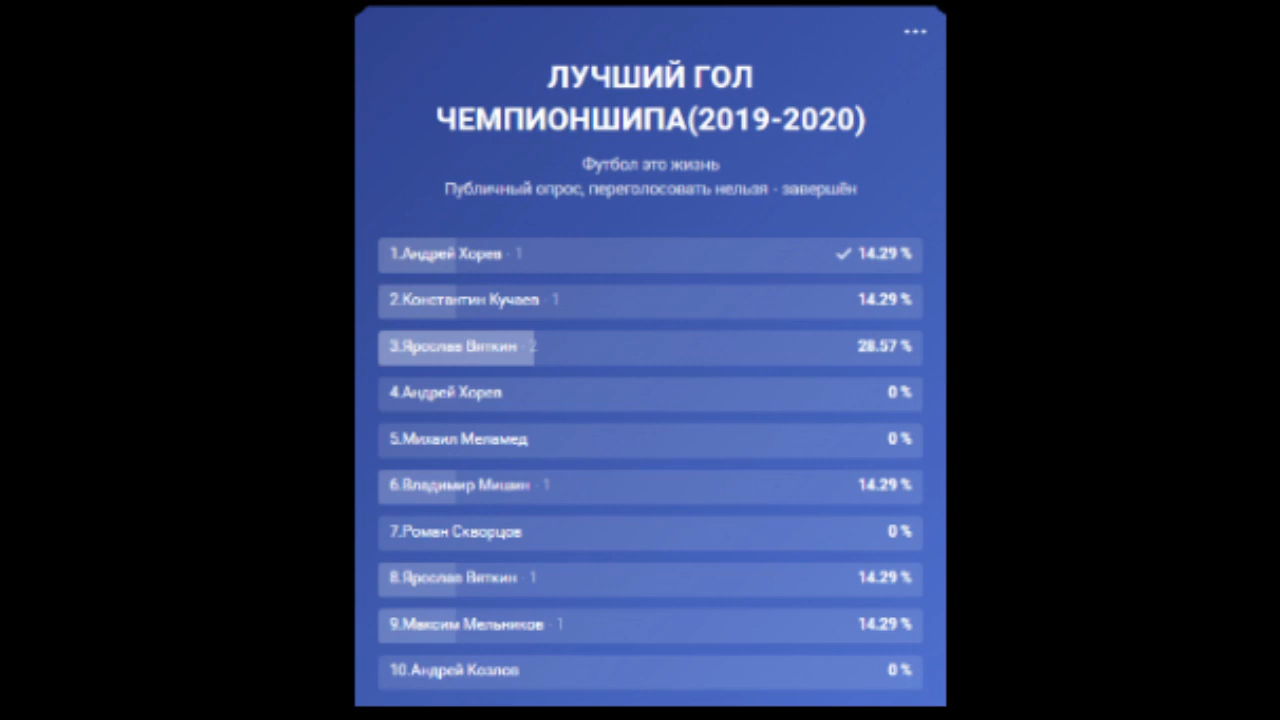 ЛУЧШИЙ ГОЛ
ЧЕМПИОНШИПА(2019-2020)
Футбол это жизнь
Публичный опрос, переголосовать нельзя - завершён
1.Андрей Хорев · 1 14.29 %
2.Константин Кучаев · 1 14.29 %
3.Ярослав Вяткин · 2 28.57 %
4.Андрей Хорев 0 %
5.Михаил Меламед 0 %
6.Владимир Мишин · 1 14.29 %
7.Роман Скворцов 0 %
8.Ярослав Вяткин · 1 14.29 %
9.Максим Мельников · 1 14.29 %
10.Андрей Козлов 0 %